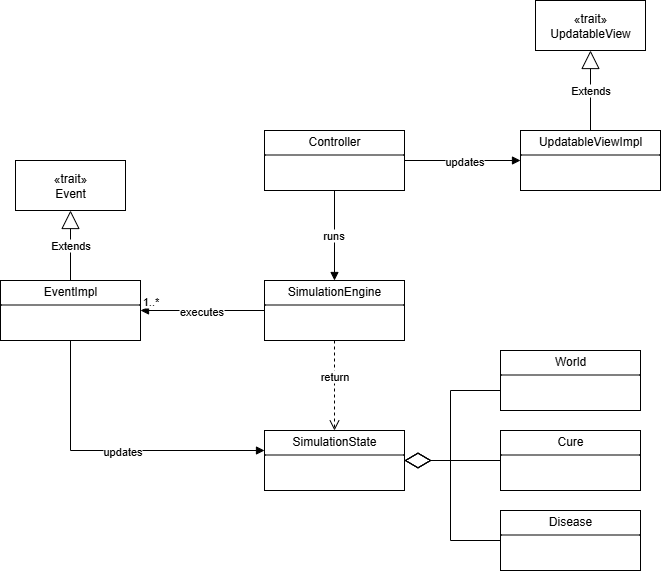 «trait»
UpdatableView
Extends
Controller
UpdatableViewImpl
updates
«trait»
Event
runs
Extends
EventImpl
SimulationEngine
1..*
executes
World
return
SimulationState
Cure
updates
Disease